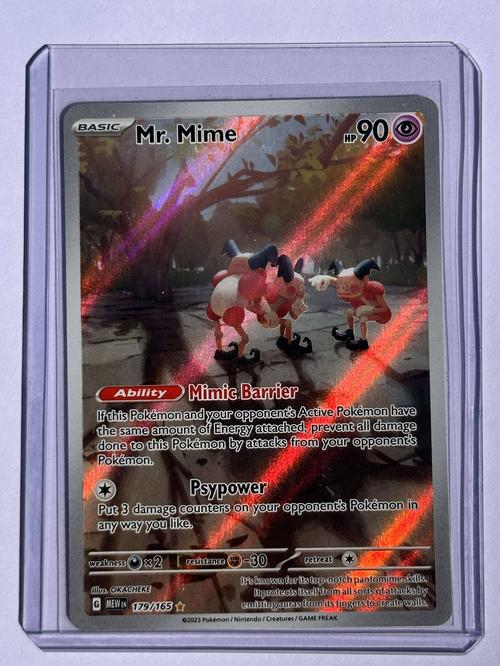 BASIC Mr. Mime HP 90
Ability Mimic Barrier
If this Pokémon and your opponent's Active Pokémon have
the same amount of Energy attached, prevent all damage
done to this Pokémon by attacks from your opponent's
Pokémon.
Psypower
Put 3 damage counters on your opponent's Pokémon in
any way you like.
weakness ×2 resistance -30 retreat
Illus. OKACHEKE
G MEW EN 179/165
It's known for its top-notch pantomime skills.
It protects itself from all sorts of attacks by
emitting auras from its fingers to create walls.
©2023 Pokémon / Nintendo / Creatures / GAME FREAK